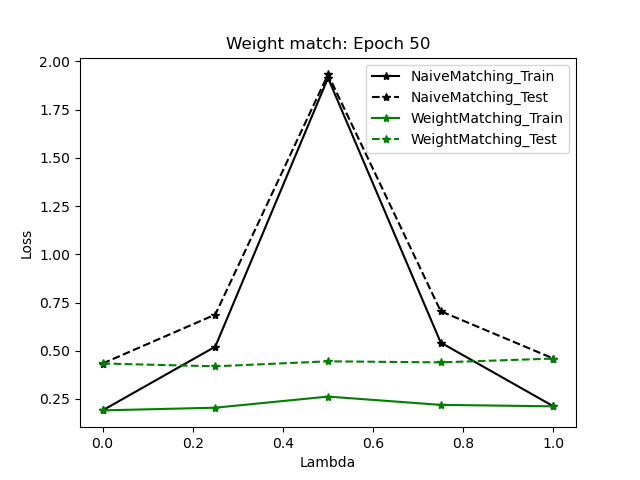 Weight match: Epoch 50
NaiveMatching_Train
NaiveMatching_Test
WeightMatching_Train
WeightMatching_Test
Loss
2.00
1.75
1.50
1.25
1.00
0.75
0.50
0.25
0.0 0.2 0.4 0.6 0.8 1.0
Lambda